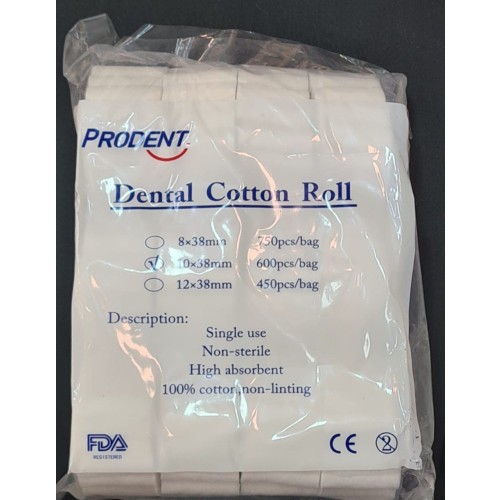 PRODENT
Dental Cotton Roll
8×38mm 750pcs/bag
10×38mm 600pcs/bag
12×38mm 450pcs/bag
Description:
Single use
Non-sterile
High absorbent
100% cotton,non-linting
FDA CE 2
REGISTERED